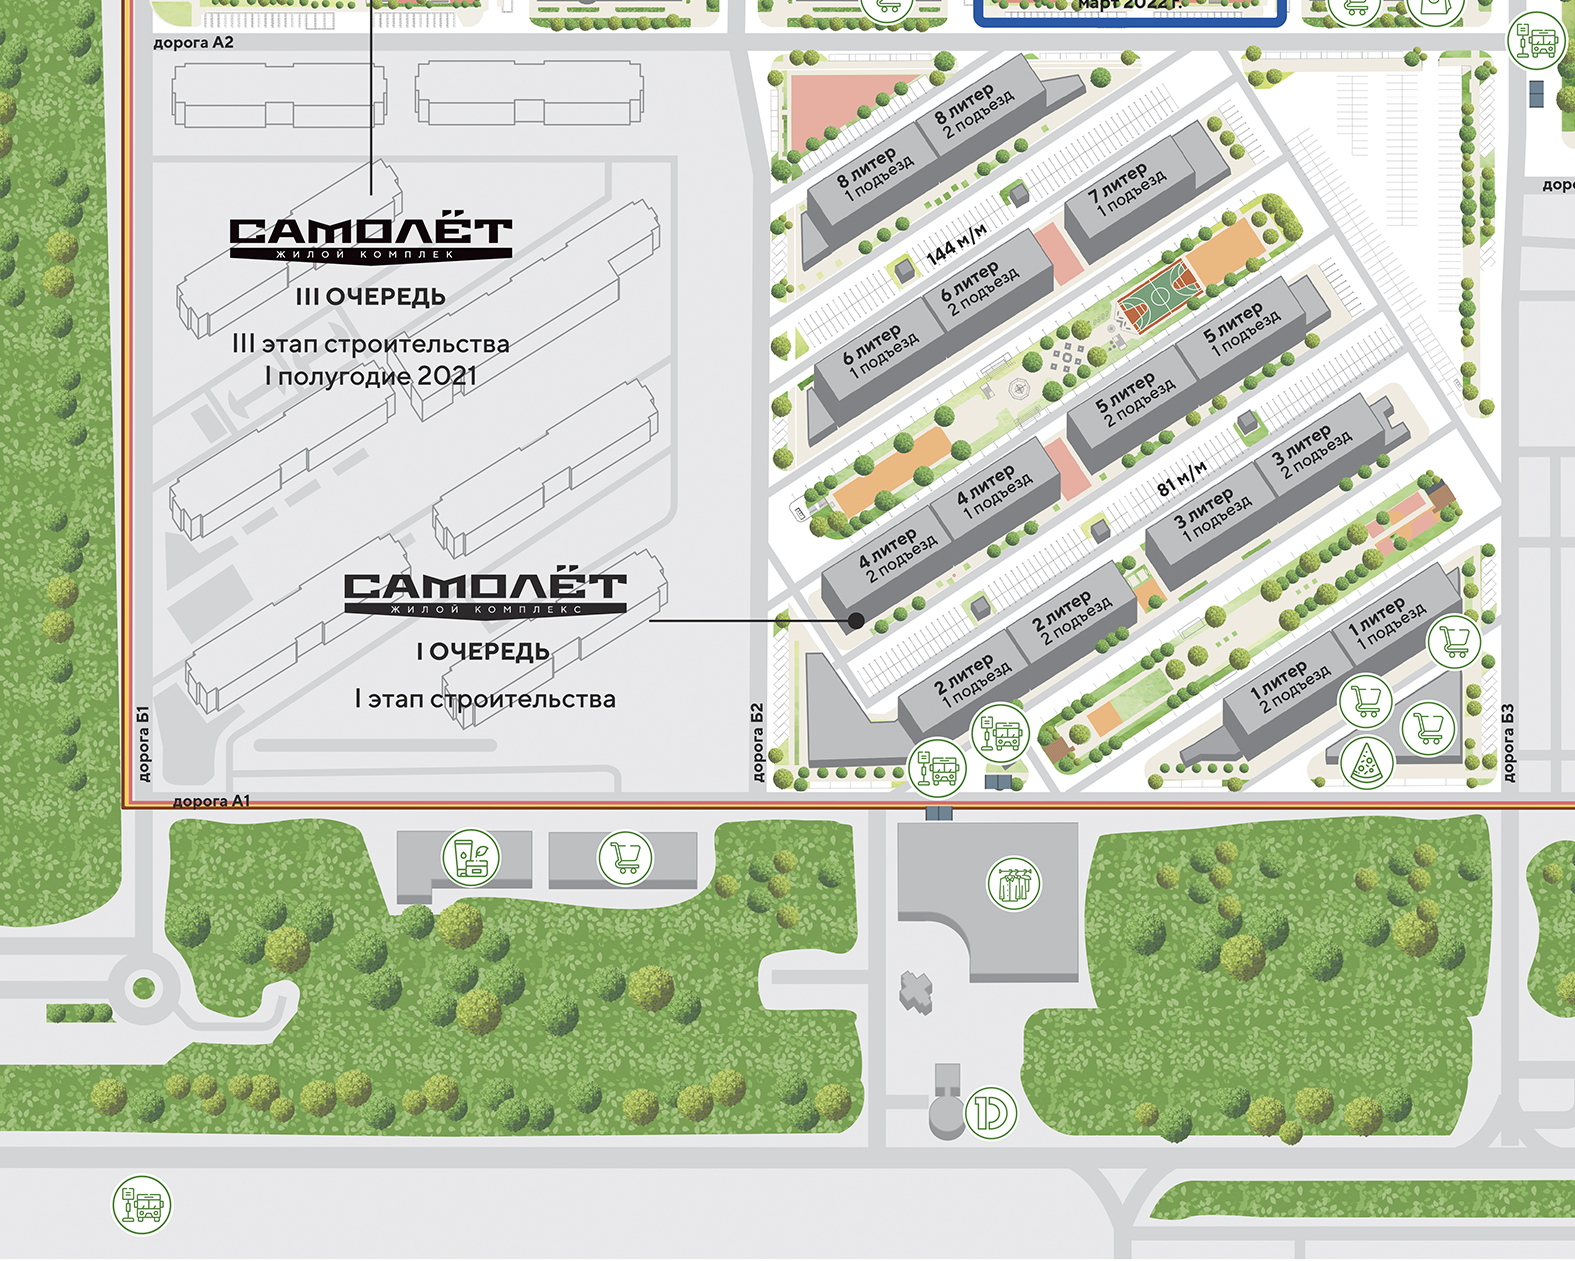 март 2022 г.
дорога А2
доро
8 литер
2 подъезд
8 литер
1 подъезд
7 литер
1 подъезд
144 м/м
6 литер
2 подъезд
6 литер
1 подъезд
САМОЛЁТ
ЖИЛОЙ КОМПЛЕК
III ОЧЕРЕДЬ
III этап строительства
I полугодие 2021
5 литер
1 подъезд
5 литер
2 подъезд
4 литер
1 подъезд
4 литер
2 подъезд
81 м/м
3 литер
2 подъезд
3 литер
1 подъезд
САМОЛЁТ
ЖИЛОЙ КОМПЛЕКС
I ОЧЕРЕДЬ
I этап строительства
2 литер
2 подъезд
2 литер
1 подъезд
1 литер
1 подъезд
1 литер
2 подъезд
дорога Б1
дорога Б2
дорога Б3
дорога А1